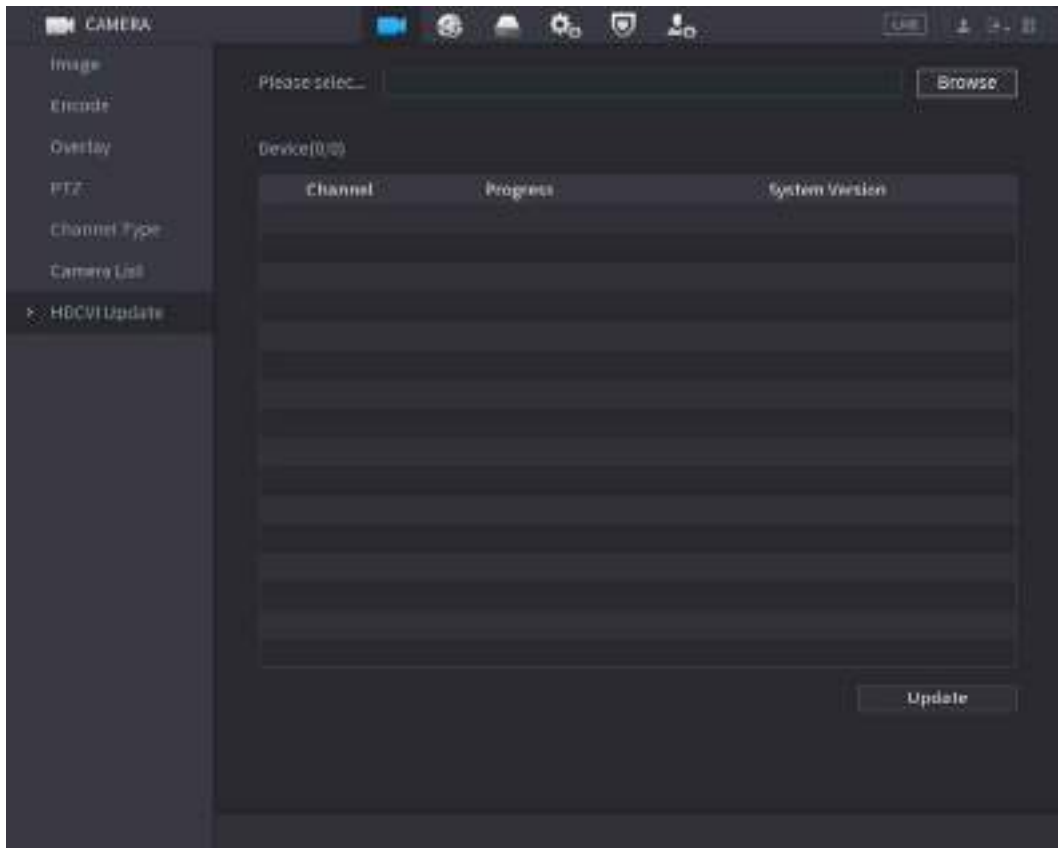 CAMERA
LIVE
Image
Encode
Overlay
PTZ
Channel Type
Camera List
HDCVI Update
Please selec...
Browse
Device(0/0)
Channel Progress System Version
Update